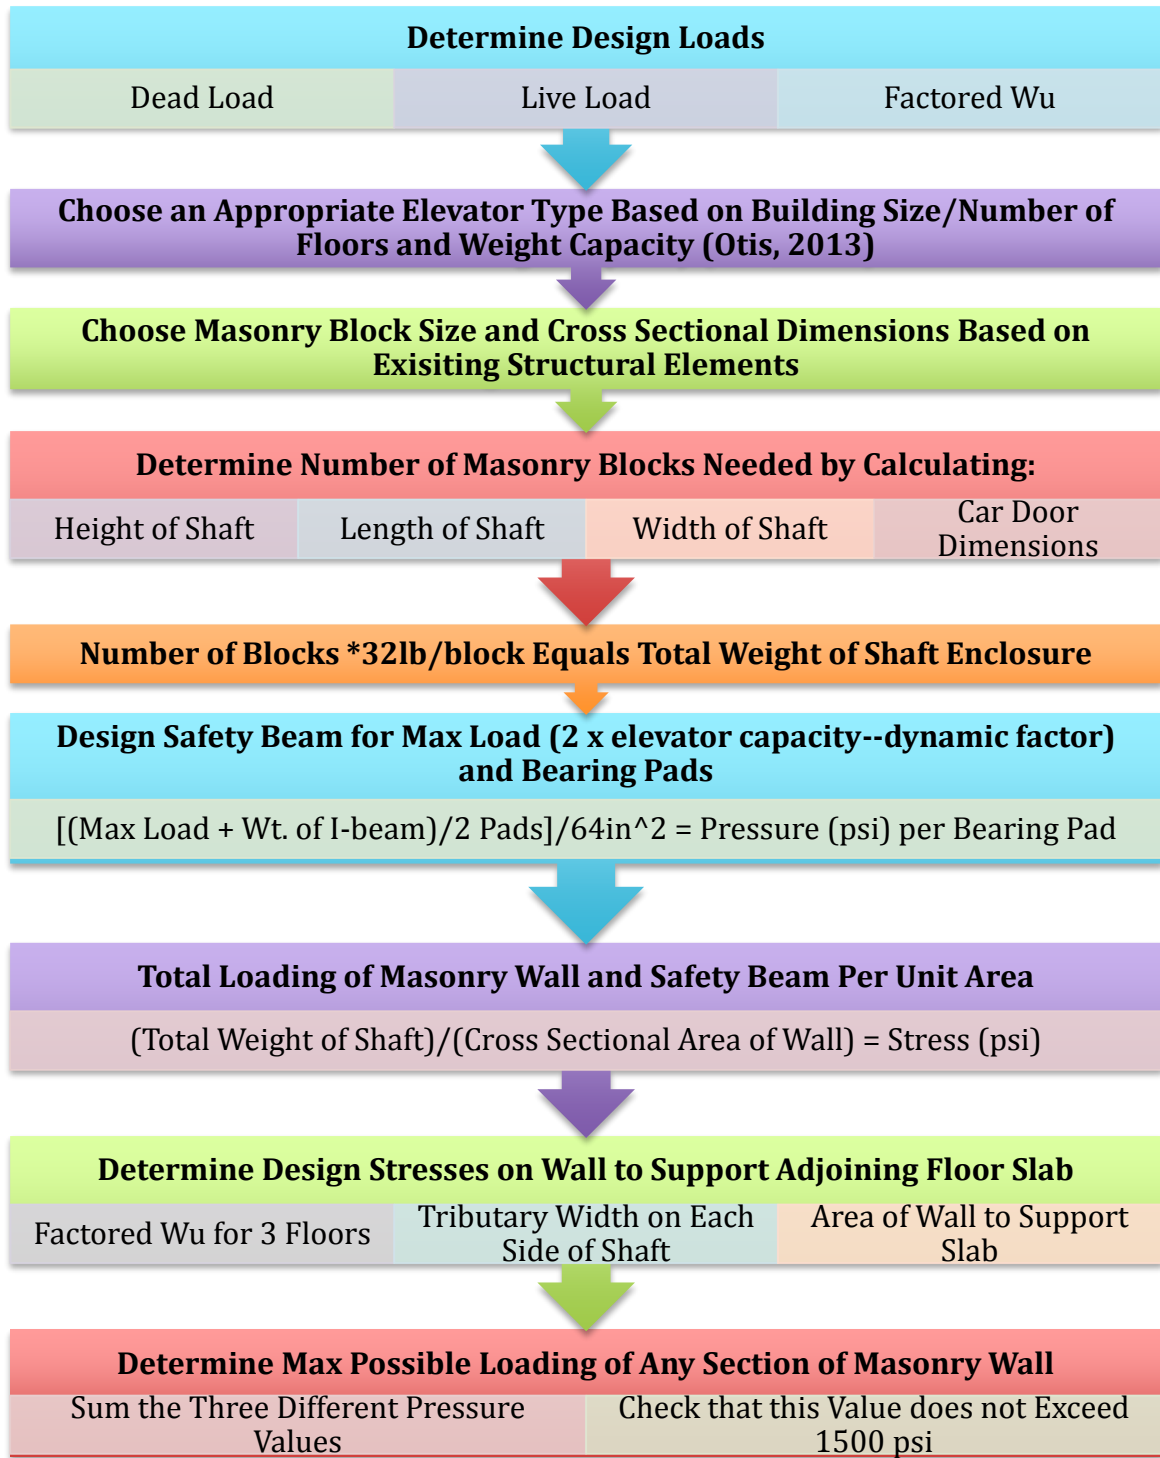 Determine Design Loads
Dead Load
Live Load
Factored Wu
Choose an Appropriate Elevator Type Based on Building Size/Number of
Floors and Weight Capacity (Otis, 2013)
Choose Masonry Block Size and Cross Sectional Dimensions Based on
Exisiting Structural Elements
Determine Number of Masonry Blocks Needed by Calculating:
Height of Shaft
Length of Shaft
Width of Shaft
Car Door
Dimensions
Number of Blocks *32lb/block Equals Total Weight of Shaft Enclosure
Design Safety Beam for Max Load (2 x elevator capacity--dynamic factor)
and Bearing Pads
[(Max Load + Wt. of I-beam)/2 Pads]/64in^2 = Pressure (psi) per Bearing Pad
Total Loading of Masonry Wall and Safety Beam Per Unit Area
(Total Weight of Shaft)/(Cross Sectional Area of Wall) = Stress (psi)
Determine Design Stresses on Wall to Support Adjoining Floor Slab
Factored Wu for 3 Floors
Tributary Width on Each
Side of Shaft
Area of Wall to Support
Slab
Determine Max Possible Loading of Any Section of Masonry Wall
Sum the Three Different Pressure
Values
Check that this Value does not Exceed
1500 psi